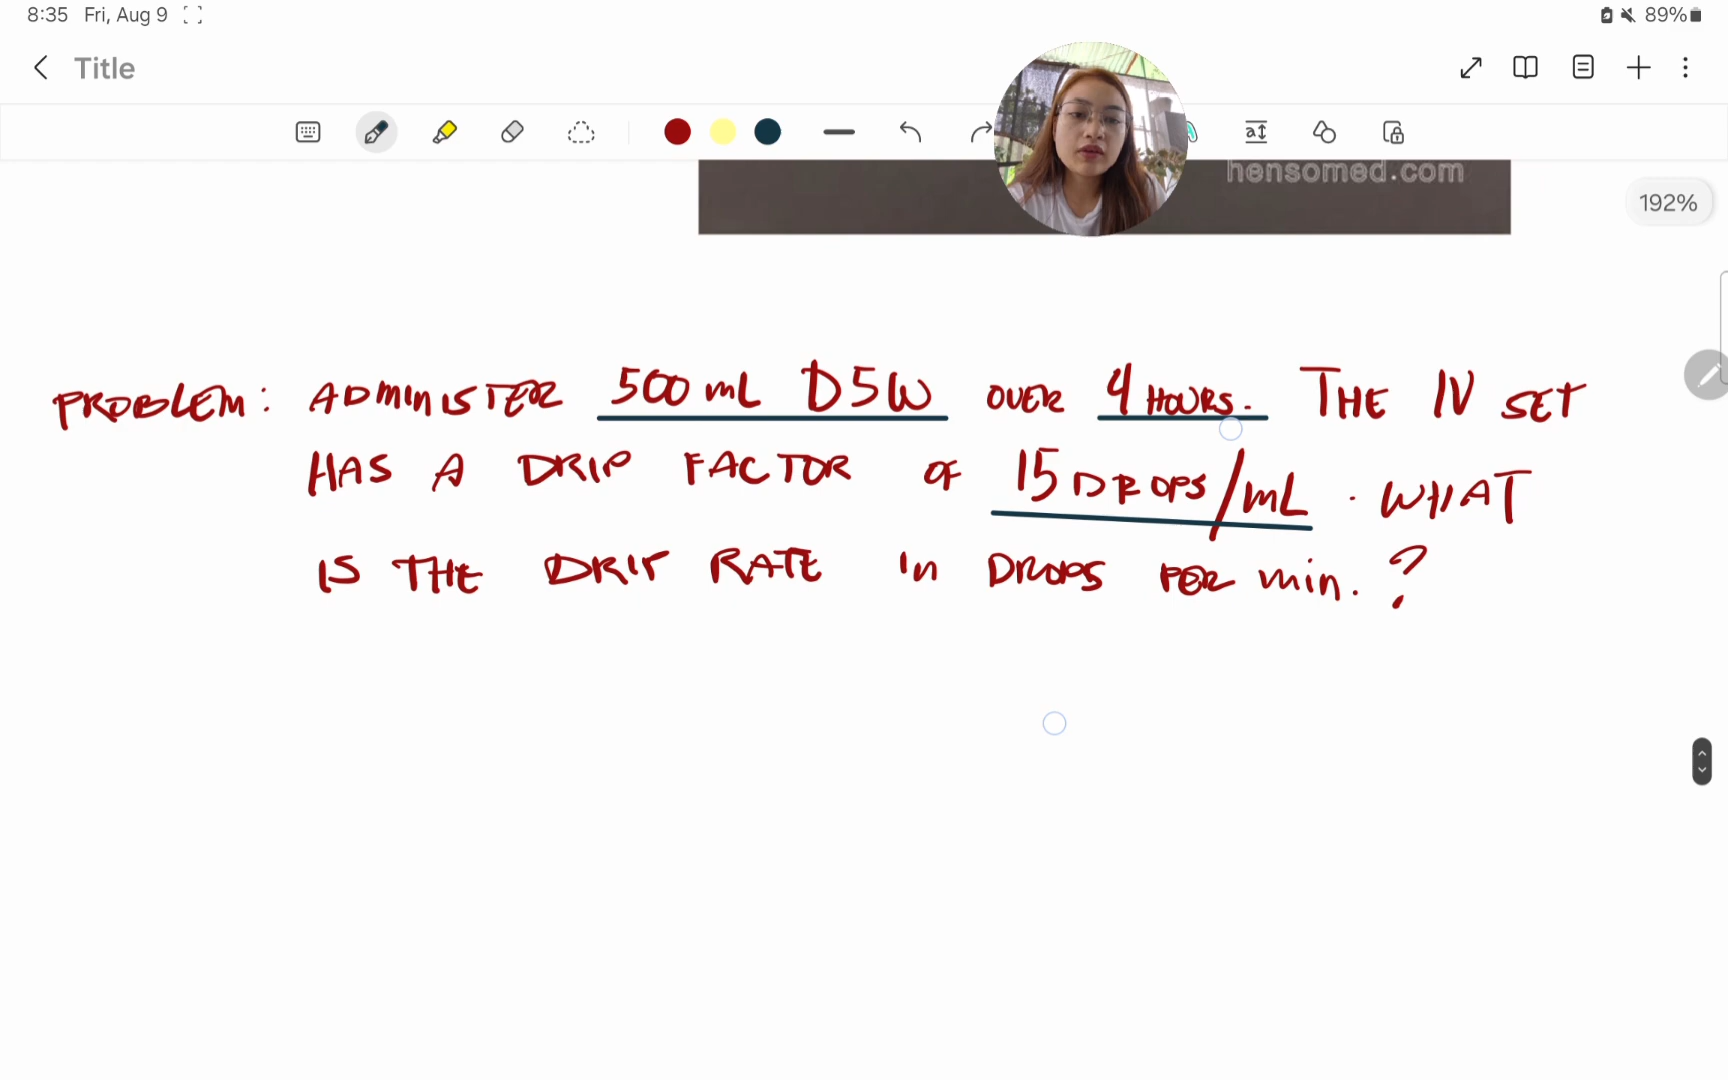 8:35 Fri, Aug 9 89%
Title
hensomed.com
192%
PROBLEM: ADMINISTER 500 mL D5W OVER 4 HOURS. THE IV SET
HAS A DRIP FACTOR OF 15 DROPS/mL. WHAT
IS THE DRIP RATE IN DROPS PER min.?